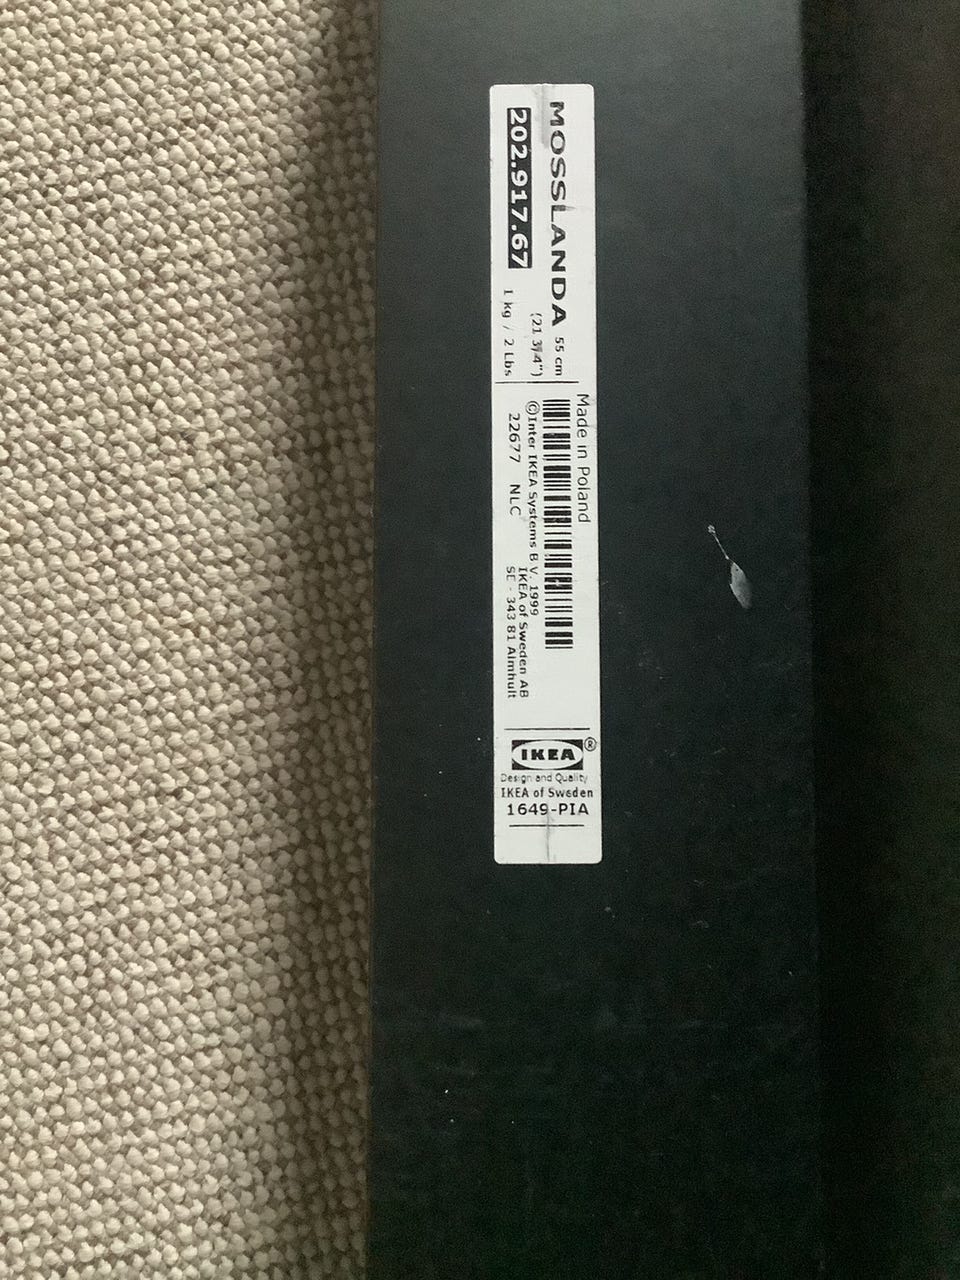 MOSSLANDA 55 cm
(21 3/4")
202.917.67
1 kg / 2 Lbs
Made in Poland
©Inter IKEA Systems B.V. 1999
22677 NLC
IKEA of Sweden AB
SE - 343 81 Älmhult
IKEA®
Design and Quality
IKEA of Sweden
1649-PIA